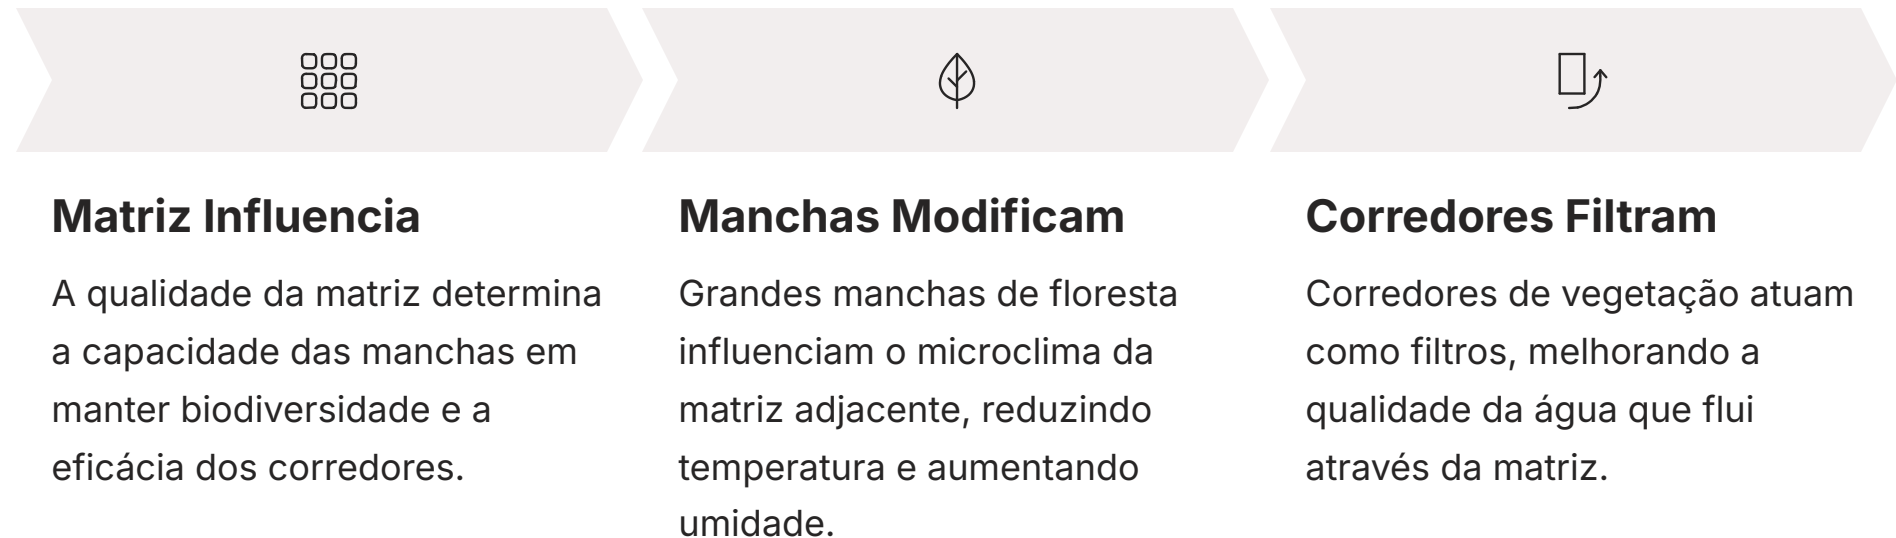 Matriz Influencia
A qualidade da matriz determina
a capacidade das manchas em
manter biodiversidade e a
eficácia dos corredores.
Manchas Modificam
Grandes manchas de floresta
influenciam o microclima da
matriz adjacente, reduzindo
temperatura e aumentando
umidade.
Corredores Filtram
Corredores de vegetação atuam
como filtros, melhorando a
qualidade da água que flui
através da matriz.